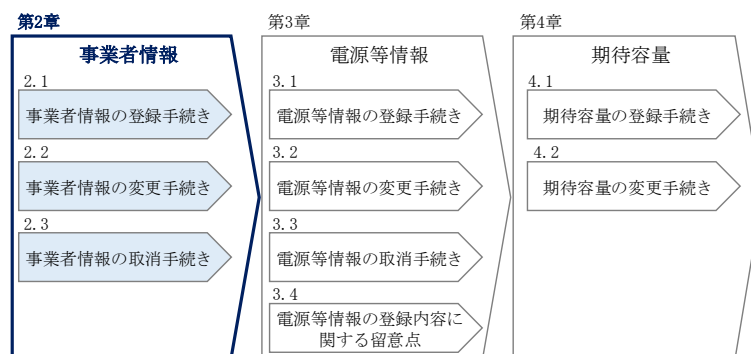 第2章
事業者情報
2.1
事業者情報の登録手続き
2.2
事業者情報の変更手続き
2.3
事業者情報の取消手続き
第3章
電源等情報
3.1
電源等情報の登録手続き
3.2
電源等情報の変更手続き
3.3
電源等情報の取消手続き
3.4
電源等情報の登録内容に
関する留意点
第4章
期待容量
4.1
期待容量の登録手続き
4.2
期待容量の変更手続き